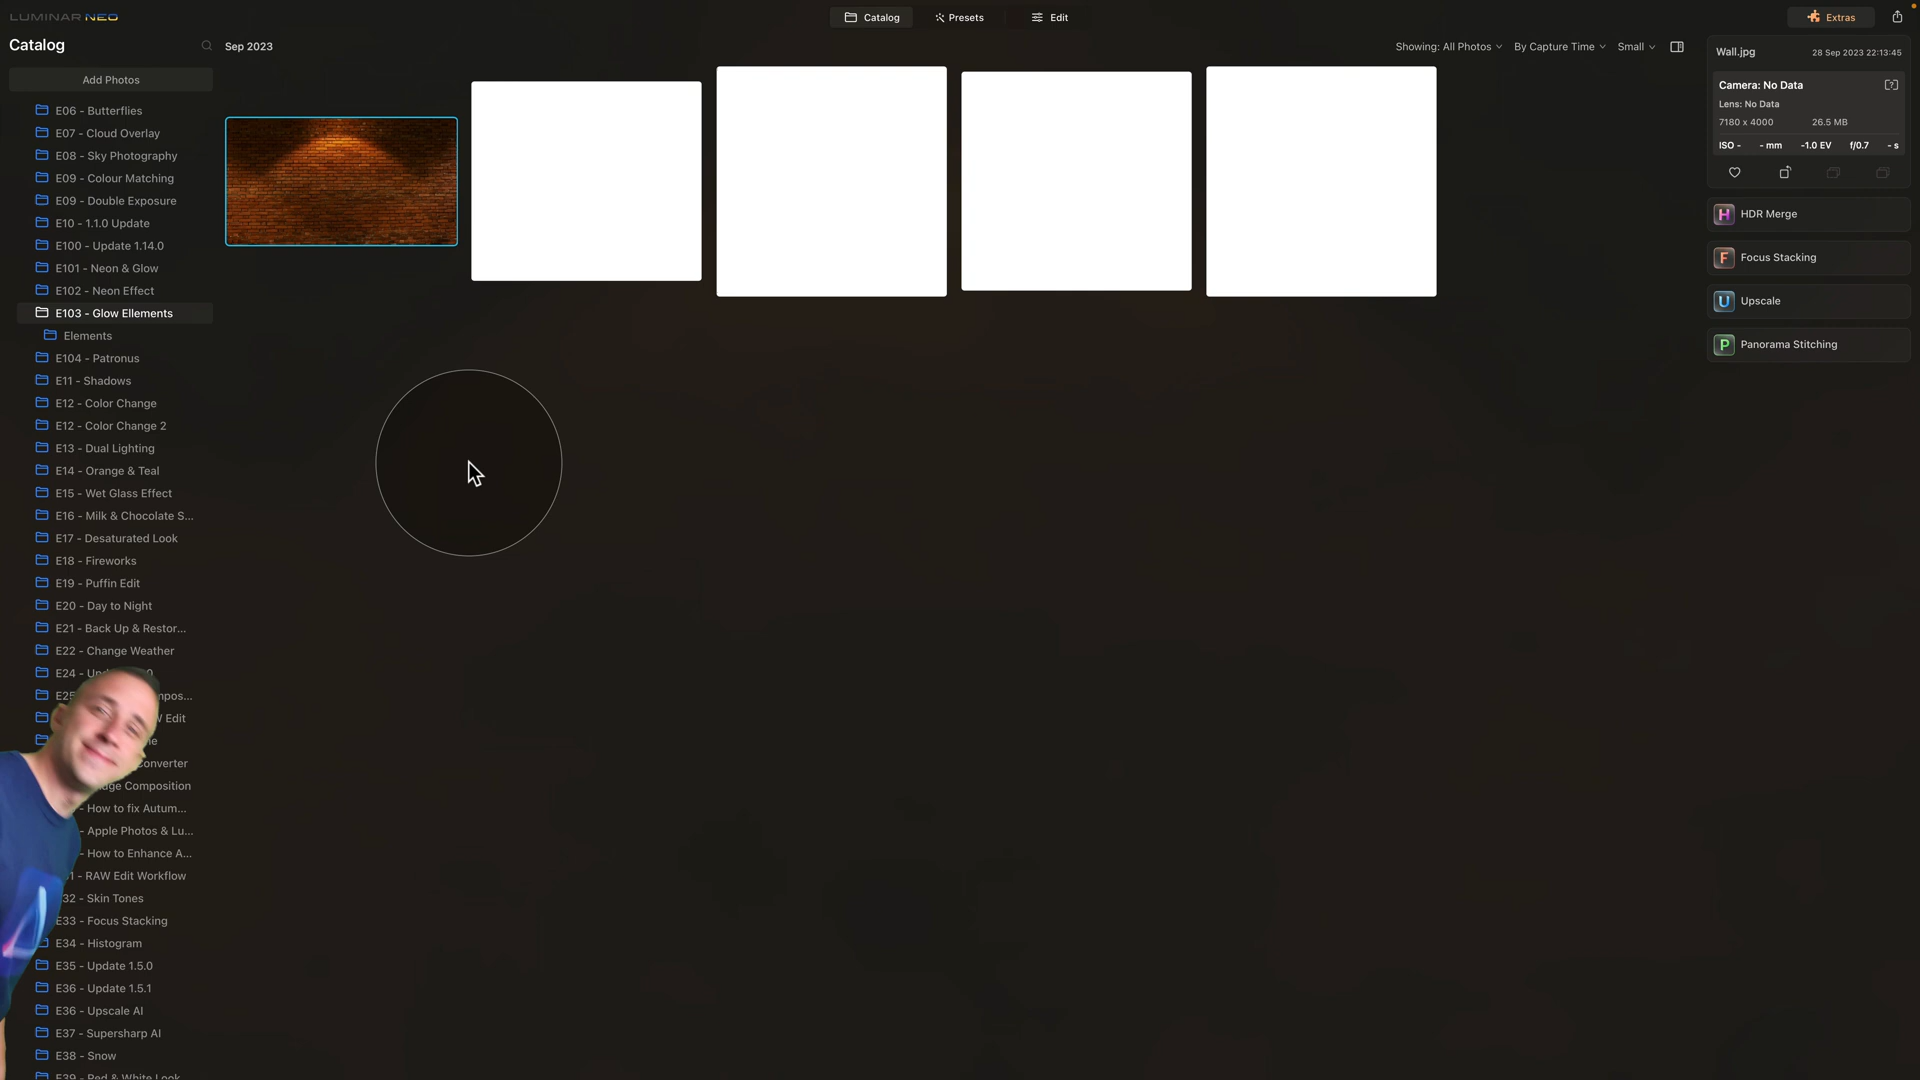 LUMINAR NEO
Catalog
Presets
Edit
Extras
Catalog
Sep 2023
Showing: All Photos
By Capture Time
Small
Add Photos
E06 - Butterflies
E07 - Cloud Overlay
E08 - Sky Photography
E09 - Colour Matching
E09 - Double Exposure
E10 - 1.1.0 Update
E100 - Update 1.14.0
E101 - Neon & Glow
E102 - Neon Effect
E103 - Glow Ellements
Elements
E104 - Patronus
E11 - Shadows
E12 - Color Change
E12 - Color Change 2
E13 - Dual Lighting
E14 - Orange & Teal
E15 - Wet Glass Effect
E16 - Milk & Chocolate S...
E17 - Desaturated Look
E18 - Fireworks
E19 - Puffin Edit
E20 - Day to Night
E21 - Back Up & Restor...
E22 - Change Weather
E24 -
Edit
Converter
Composition
- How to fix Autum...
- Apple Photos & Lu...
- How to Enhance A...
RAW Edit Workflow
32 - Skin Tones
E33 - Focus Stacking
E34 - Histogram
E35 - Update 1.5.0
E36 - Update 1.5.1
E36 - Upscale AI
E37 - Supersharp AI
E38 - Snow
E39 - Red & White Look
Wall.jpg
28 Sep 2023 22:13:45
Camera: No Data
Lens: No Data
7180 x 4000
26.5 MB
ISO -
- mm
-1.0 EV
f/0.7
- s
H HDR Merge
F Focus Stacking
U Upscale
P Panorama Stitching